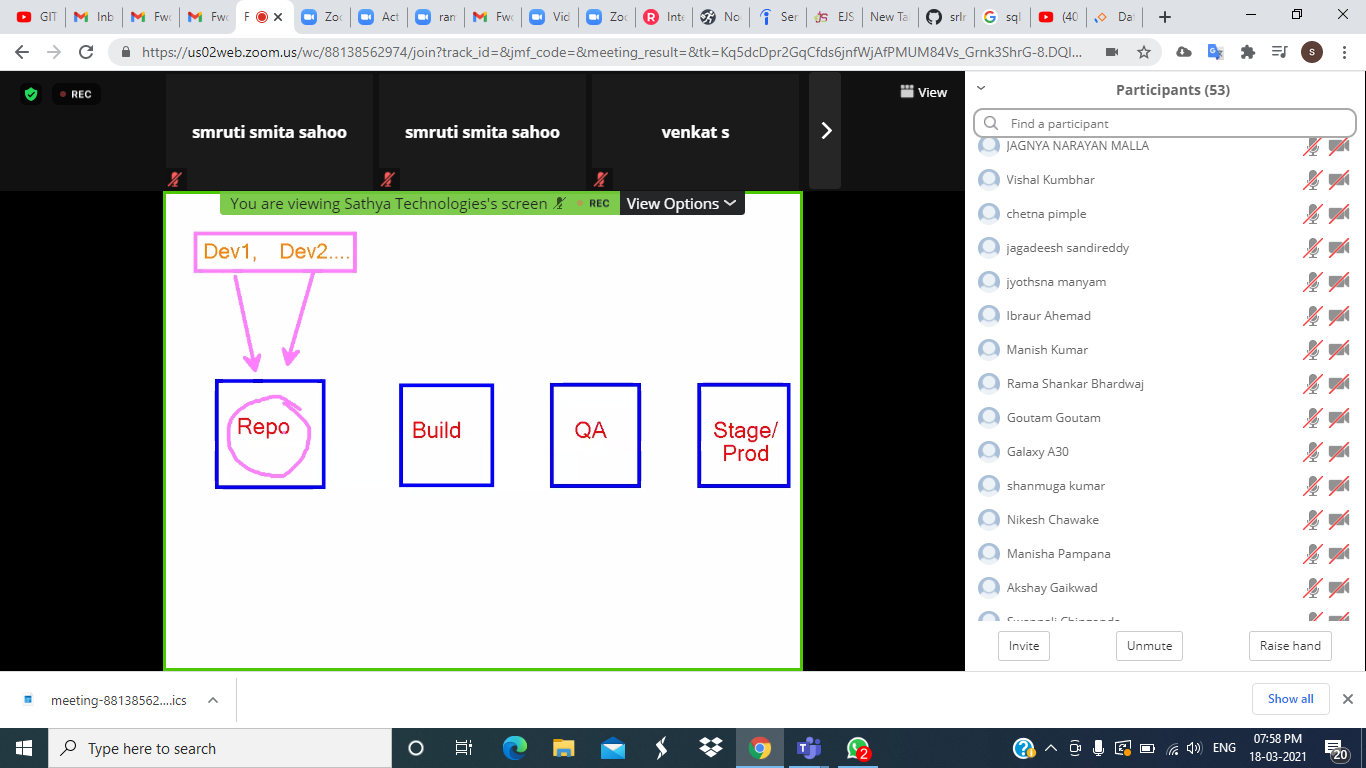 GIT
Inb
Fwc
Fwc
F
Zoc
Act
ran
Fwc
Vid
Zoc
Inte
No
Ser
EJS
New Ta
srir
sql
(40
Da
https://us02web.zoom.us/wc/88138562974/join?track_id=&jmf_code=&meeting_result=&tk=Kq5dcDpr2GqCfds6jnfWjAfPMUM84Vs_Grnk3ShrG-8.DQI... S
REC
smruti smita sahoo
smruti smita sahoo
venkat s
View
You are viewing Sathya Technologies's screen REC View Options
Dev1, Dev2....
Repo
Build
QA
Stage/
Prod
Participants (53)
Find a participant
JAGNYA NARAYAN MALLA
Vishal Kumbhar
chetna pimple
jagadeesh sandireddy
jyothsna manyam
Ibraur Ahemad
Manish Kumar
Rama Shankar Bhardwaj
Goutam Goutam
Galaxy A30
shanmuga kumar
Nikesh Chawake
Manisha Pampana
Akshay Gaikwad
Invite Unmute Raise hand
meeting-88138562....ics
Show all
Type here to search
2
ENG
07:58 PM
18-03-2021
20